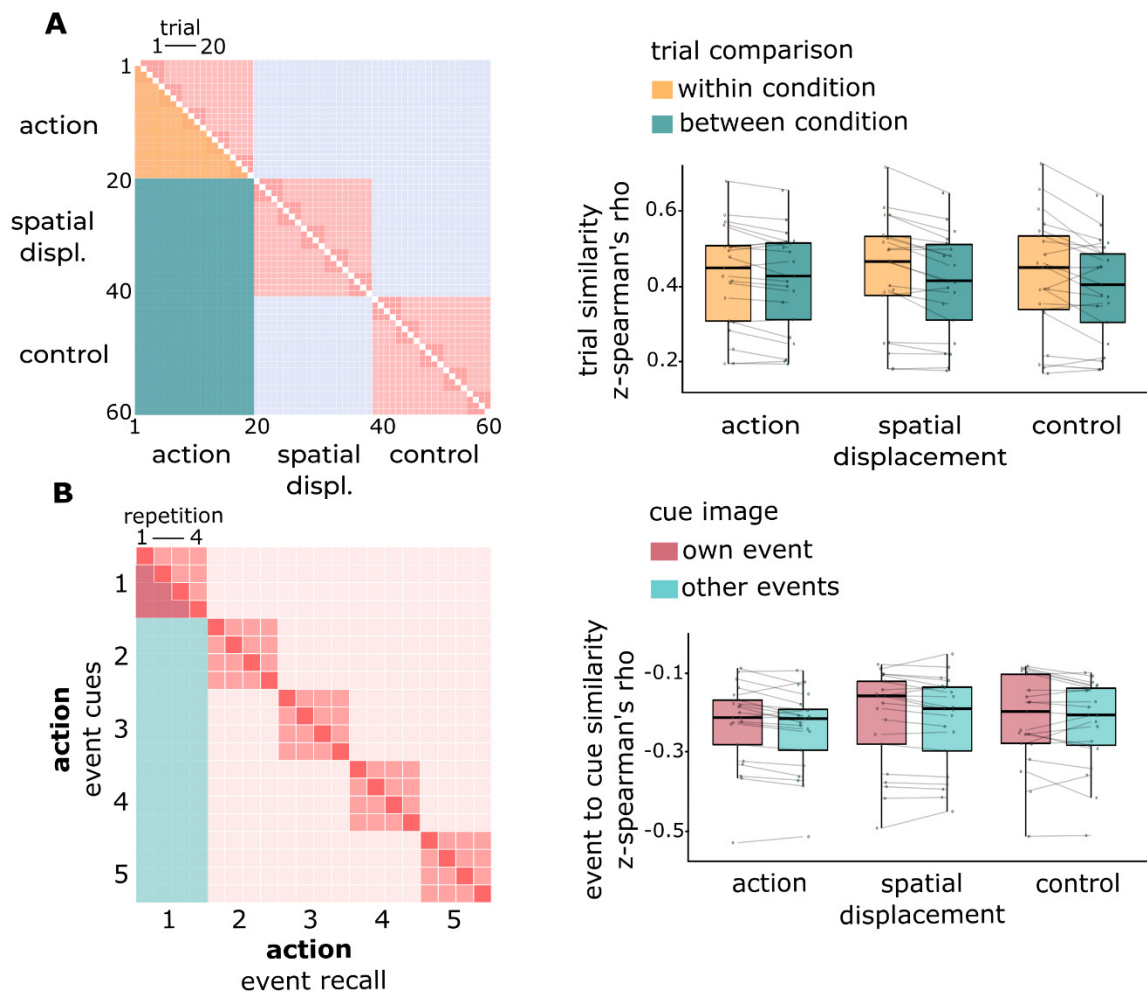 A
trial
1 — 20
1
action
20
spatial
displ.
40
control
60
1
20
40
60
action
spatial
displ.
control
trial comparison
within condition
between condition
trial similarity
z-spearman's rho
0.6
0.4
0.2
action
spatial
displacement
control
B
repetition
1 — 4
action
event cues
1
2
3
4
5
1
2
3
4
5
action
event recall
cue image
own event
other events
event to cue similarity
z-spearman's rho
-0.1
-0.3
-0.5
action
spatial
displacement
control